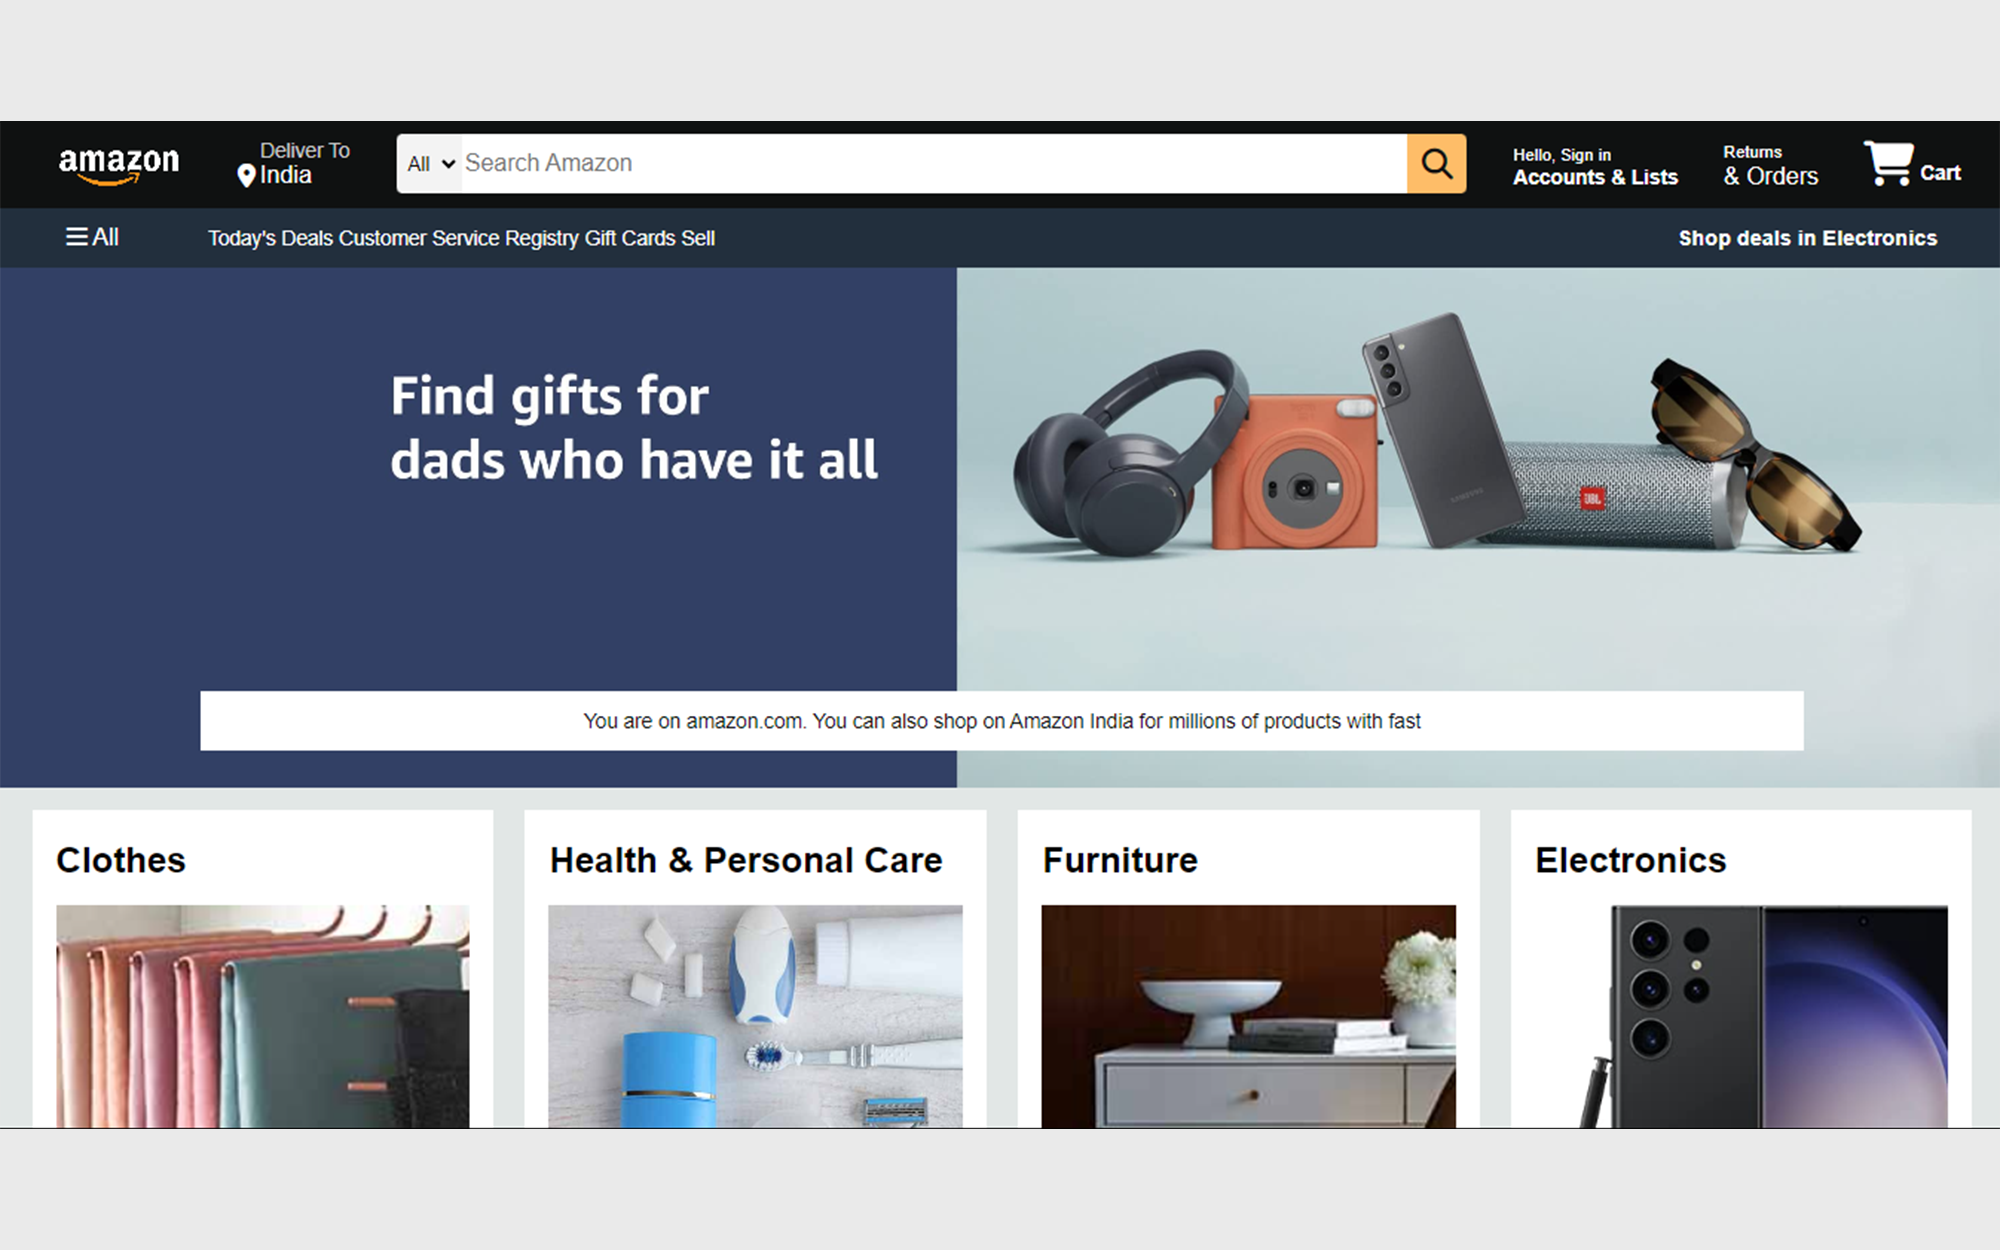 amazon
Deliver To
India
All
Search Amazon
Hello, Sign in
Accounts & Lists
Returns
& Orders
Cart
All
Today's Deals Customer Service Registry Gift Cards Sell
Shop deals in Electronics
Find gifts for
dads who have it all
SAMSUNG
JBL
You are on amazon.com. You can also shop on Amazon India for millions of products with fast
Clothes
Health & Personal Care
Furniture
Electronics